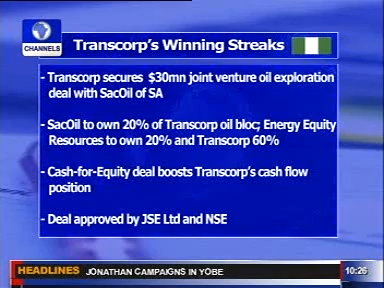 CHANNELS
Transcorp's Winning Streaks
- Transcorp secures $30mn joint venture oil exploration
deal with SacOil of SA
- SacOil to own 20% of Transcorp oil bloc; Energy Equity
Resources to own 20% and Transcorp 60%
- Cash-for-Equity deal boosts Transcorp's cash flow
position
- Deal approved by JSE Ltd and NSE
HEADLINES JONATHAN CAMPAIGNS IN YOBE 10:26